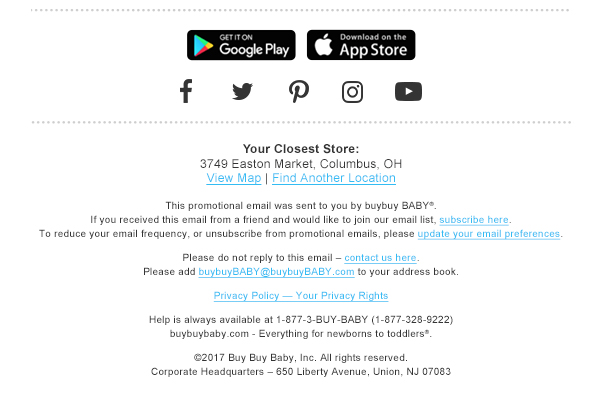 GET IT ON
Google Play
Download on the
App Store
Your Closest Store:
3749 Easton Market, Columbus, OH
View Map | Find Another Location
This promotional email was sent to you by buybuy BABY®.
If you received this email from a friend and would like to join our email list, subscribe here.
To reduce your email frequency, or unsubscribe from promotional emails, please update your email preferences.
Please do not reply to this email – contact us here.
Please add buybuyBABY@buybuyBABY.com to your address book.
Privacy Policy — Your Privacy Rights
Help is always available at 1-877-3-BUY-BABY (1-877-328-9222)
buybuybaby.com - Everything for newborns to toddlers®.
©2017 Buy Buy Baby, Inc. All rights reserved.
Corporate Headquarters – 650 Liberty Avenue, Union, NJ 07083